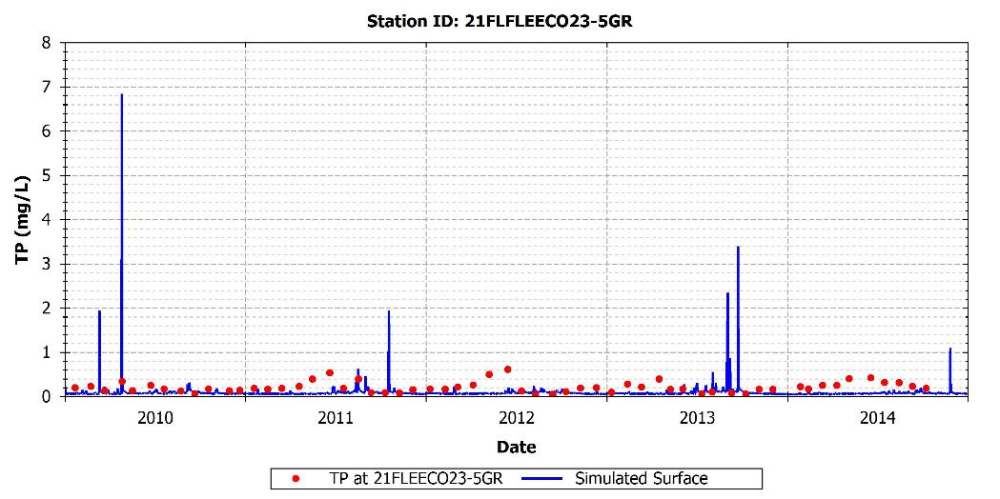 Station ID: 21FLFLEECO23-5GR
8
7
6
5
4
3
2
1
0
TP (mg/L)
2010 2011 2012 2013 2014
Date
TP at 21FLEECO23-5GR Simulated Surface